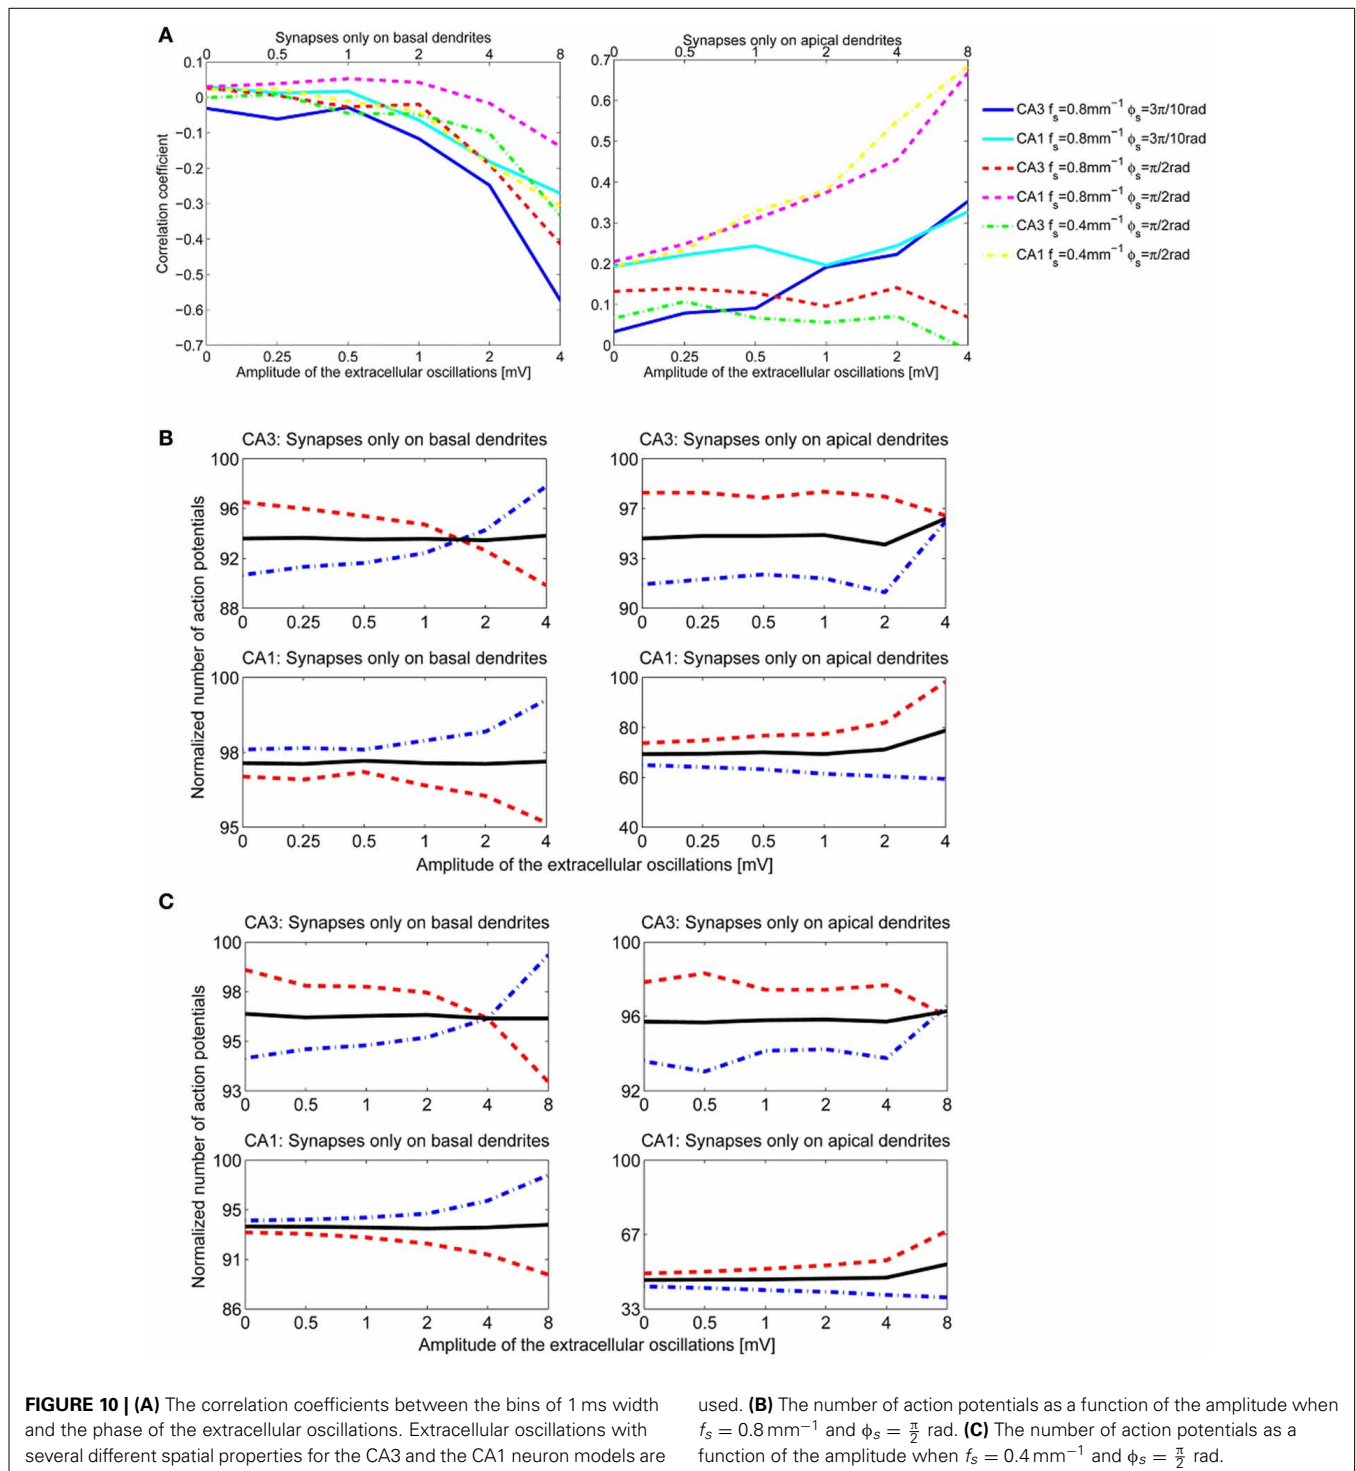 A
Synapses only on basal dendrites
0 0.5 1 2 4 8
0.1
0
−0.1
−0.2
−0.3
−0.4
−0.5
−0.6
−0.7
Correlation coefficient
0 0.25 0.5 1 2 4
Amplitude of the extracellular oscillations [mV]
Synapses only on apical dendrites
0 0.5 1 2 4 8
0.7
0.6
0.5
0.4
0.3
0.2
0.1
0
0 0.25 0.5 1 2 4
Amplitude of the extracellular oscillations [mV]
CA3 f_s=0.8mm⁻¹ ϕ_s=3π/10rad
CA1 f_s=0.8mm⁻¹ ϕ_s=3π/10rad
CA3 f_s=0.8mm⁻¹ ϕ_s=π/2rad
CA1 f_s=0.8mm⁻¹ ϕ_s=π/2rad
CA3 f_s=0.4mm⁻¹ ϕ_s=π/2rad
CA1 f_s=0.4mm⁻¹ ϕ_s=π/2rad
B
Normalized number of action potentials
CA3: Synapses only on basal dendrites
100
96
92
88
0 0.25 0.5 1 2 4
CA3: Synapses only on apical dendrites
100
97
93
90
0 0.25 0.5 1 2 4
CA1: Synapses only on basal dendrites
100
98
95
0 0.25 0.5 1 2 4
CA1: Synapses only on apical dendrites
100
80
60
40
0 0.25 0.5 1 2 4
Amplitude of the extracellular oscillations [mV]
C
Normalized number of action potentials
CA3: Synapses only on basal dendrites
100
98
95
93
0 0.5 1 2 4 8
CA3: Synapses only on apical dendrites
100
96
92
0 0.5 1 2 4 8
CA1: Synapses only on basal dendrites
100
95
91
86
0 0.5 1 2 4 8
CA1: Synapses only on apical dendrites
100
67
33
0 0.5 1 2 4 8
Amplitude of the extracellular oscillations [mV]
FIGURE 10 | (A) The correlation coefficients between the bins of 1 ms width
and the phase of the extracellular oscillations. Extracellular oscillations with
several different spatial properties for the CA3 and the CA1 neuron models are
used. (B) The number of action potentials as a function of the amplitude when
f_s = 0.8 mm⁻¹ and ϕ_s = π/2 rad. (C) The number of action potentials as a
function of the amplitude when f_s = 0.4 mm⁻¹ and ϕ_s = π/2 rad.